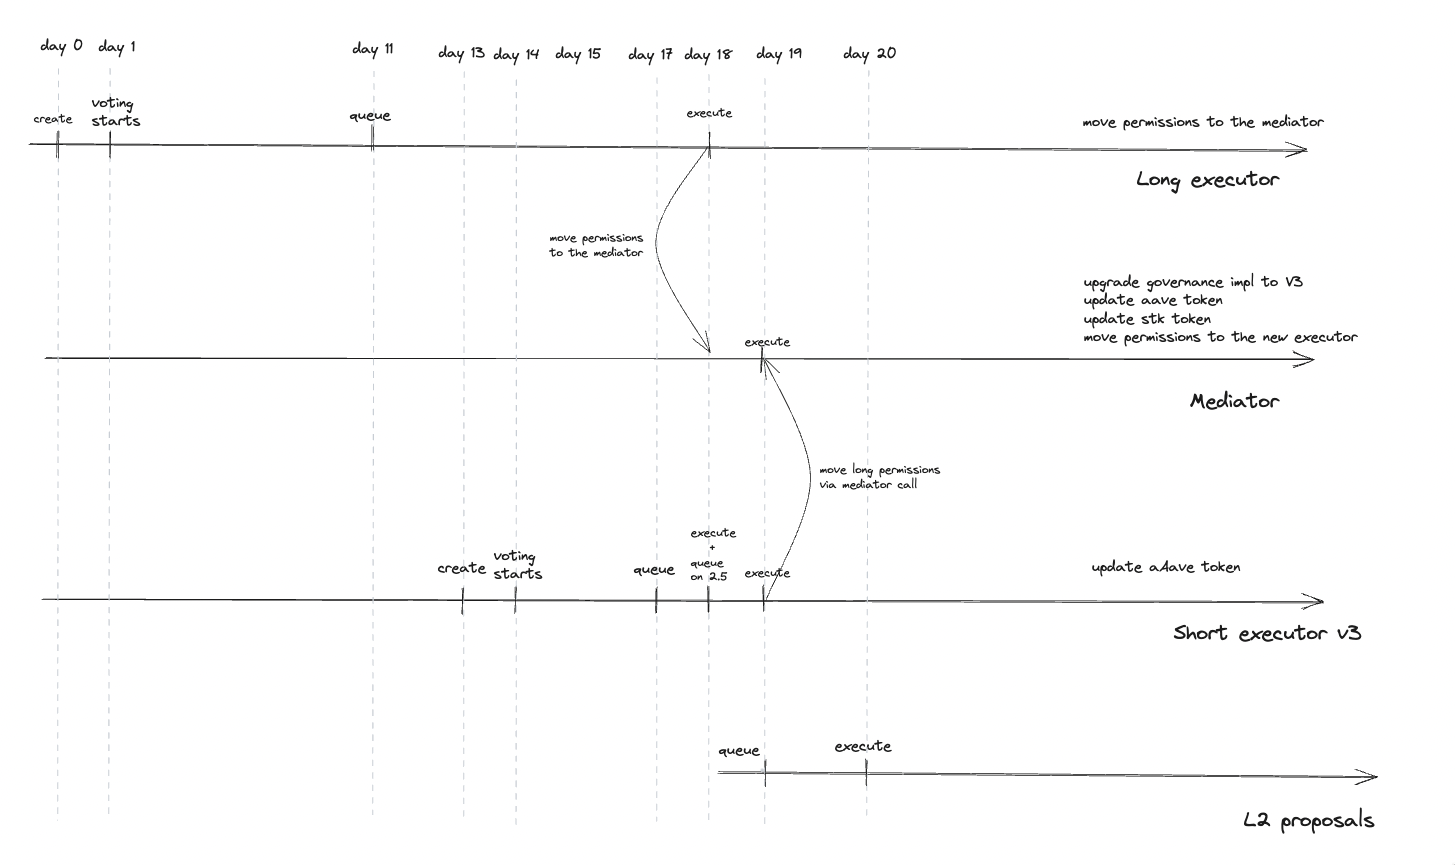 day 0
day 1
day 11
day 13
day 14
day 15
day 17
day 18
day 19
day 20
create
voting
starts
queue
execute
move permissions to the mediator
Long executor
move permissions
to the mediator
upgrade governance impl to V3
update aave token
update stk token
move permissions to the new executor
execute
Mediator
move long permissions
via mediator call
create
voting
starts
queue
execute
+
queue
on 2.5
execute
update aAave token
Short executor v3
queue
execute
L2 proposals